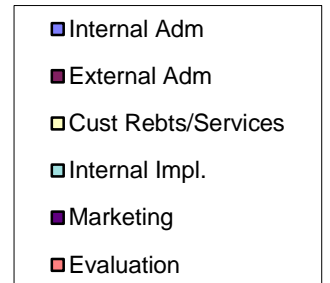 Internal Adm
External Adm
Cust Rebts/Services
Internal Impl.
Marketing
Evaluation